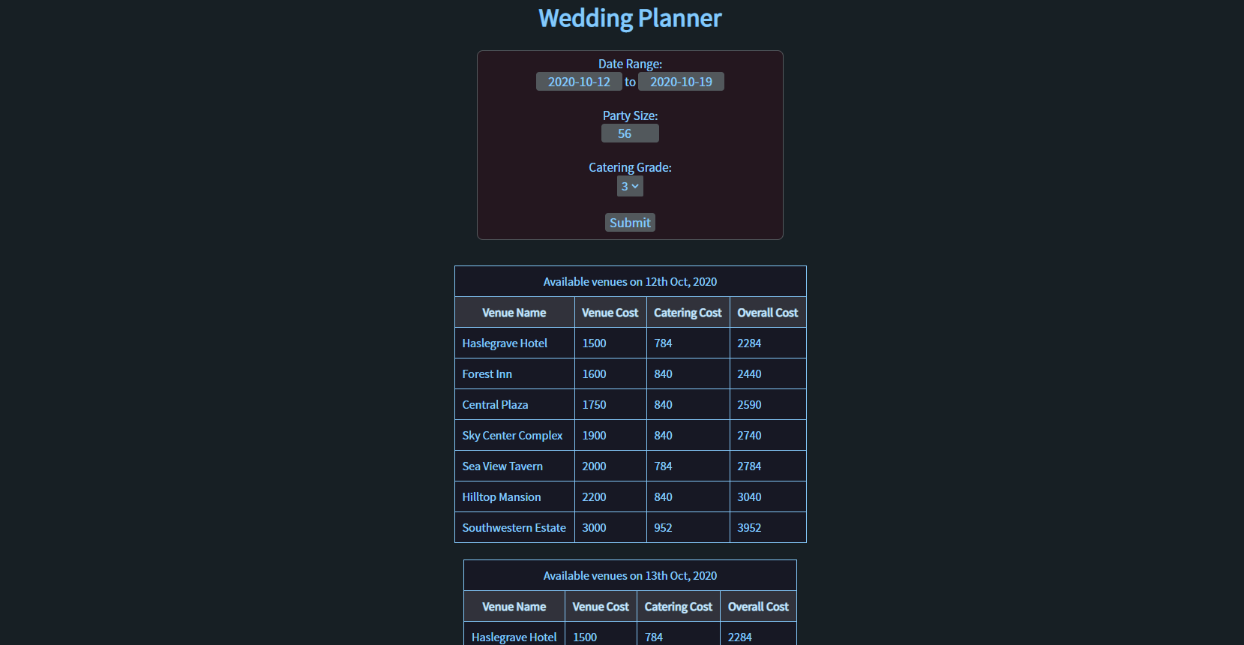 Wedding Planner
Date Range:
2020-10-12 to 2020-10-19
Party Size:
56
Catering Grade:
3
Submit
Available venues on 12th Oct, 2020
Venue Name Venue Cost Catering Cost Overall Cost
Haslegrave Hotel 1500 784 2284
Forest Inn 1600 840 2440
Central Plaza 1750 840 2590
Sky Center Complex 1900 840 2740
Sea View Tavern 2000 784 2784
Hilltop Mansion 2200 840 3040
Southwestern Estate 3000 952 3952
Available venues on 13th Oct, 2020
Venue Name Venue Cost Catering Cost Overall Cost
Haslegrave Hotel 1500 784 2284